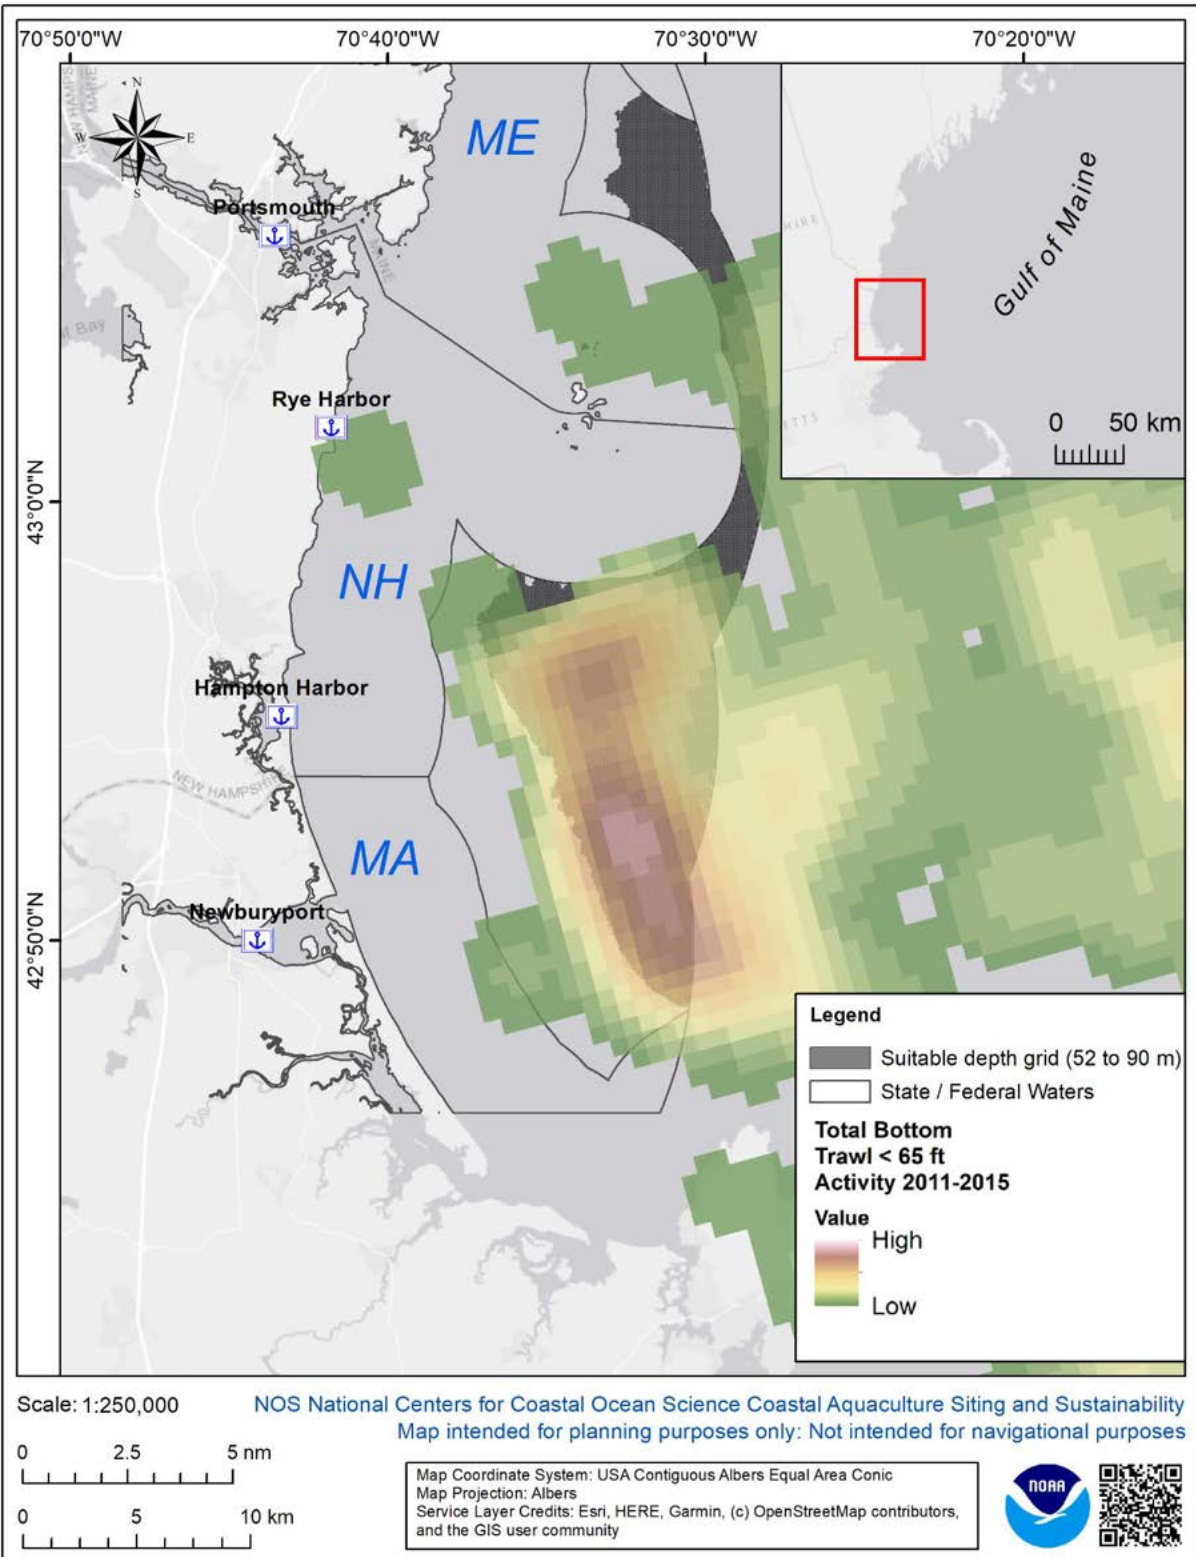 70°50'0"W 70°40'0"W 70°30'0"W 70°20'0"W
N
W E
S
ME
Portsmouth
MAINE
Gulf of Maine
Rye Harbor
0 50 km
43°0'0"N
NH
Hampton Harbor
NEW HAMPSHIRE
MA
Newburyport
42°50'0"N
Legend
Suitable depth grid (52 to 90 m)
State / Federal Waters
Total Bottom
Trawl < 65 ft
Activity 2011-2015
Value
High
Low
Scale: 1:250,000
NOS National Centers for Coastal Ocean Science Coastal Aquaculture Siting and Sustainability
Map intended for planning purposes only: Not intended for navigational purposes
0 2.5 5 nm
0 5 10 km
Map Coordinate System: USA Contiguous Albers Equal Area Conic
Map Projection: Albers
Service Layer Credits: Esri, HERE, Garmin, (c) OpenStreetMap contributors,
and the GIS user community
NOAA